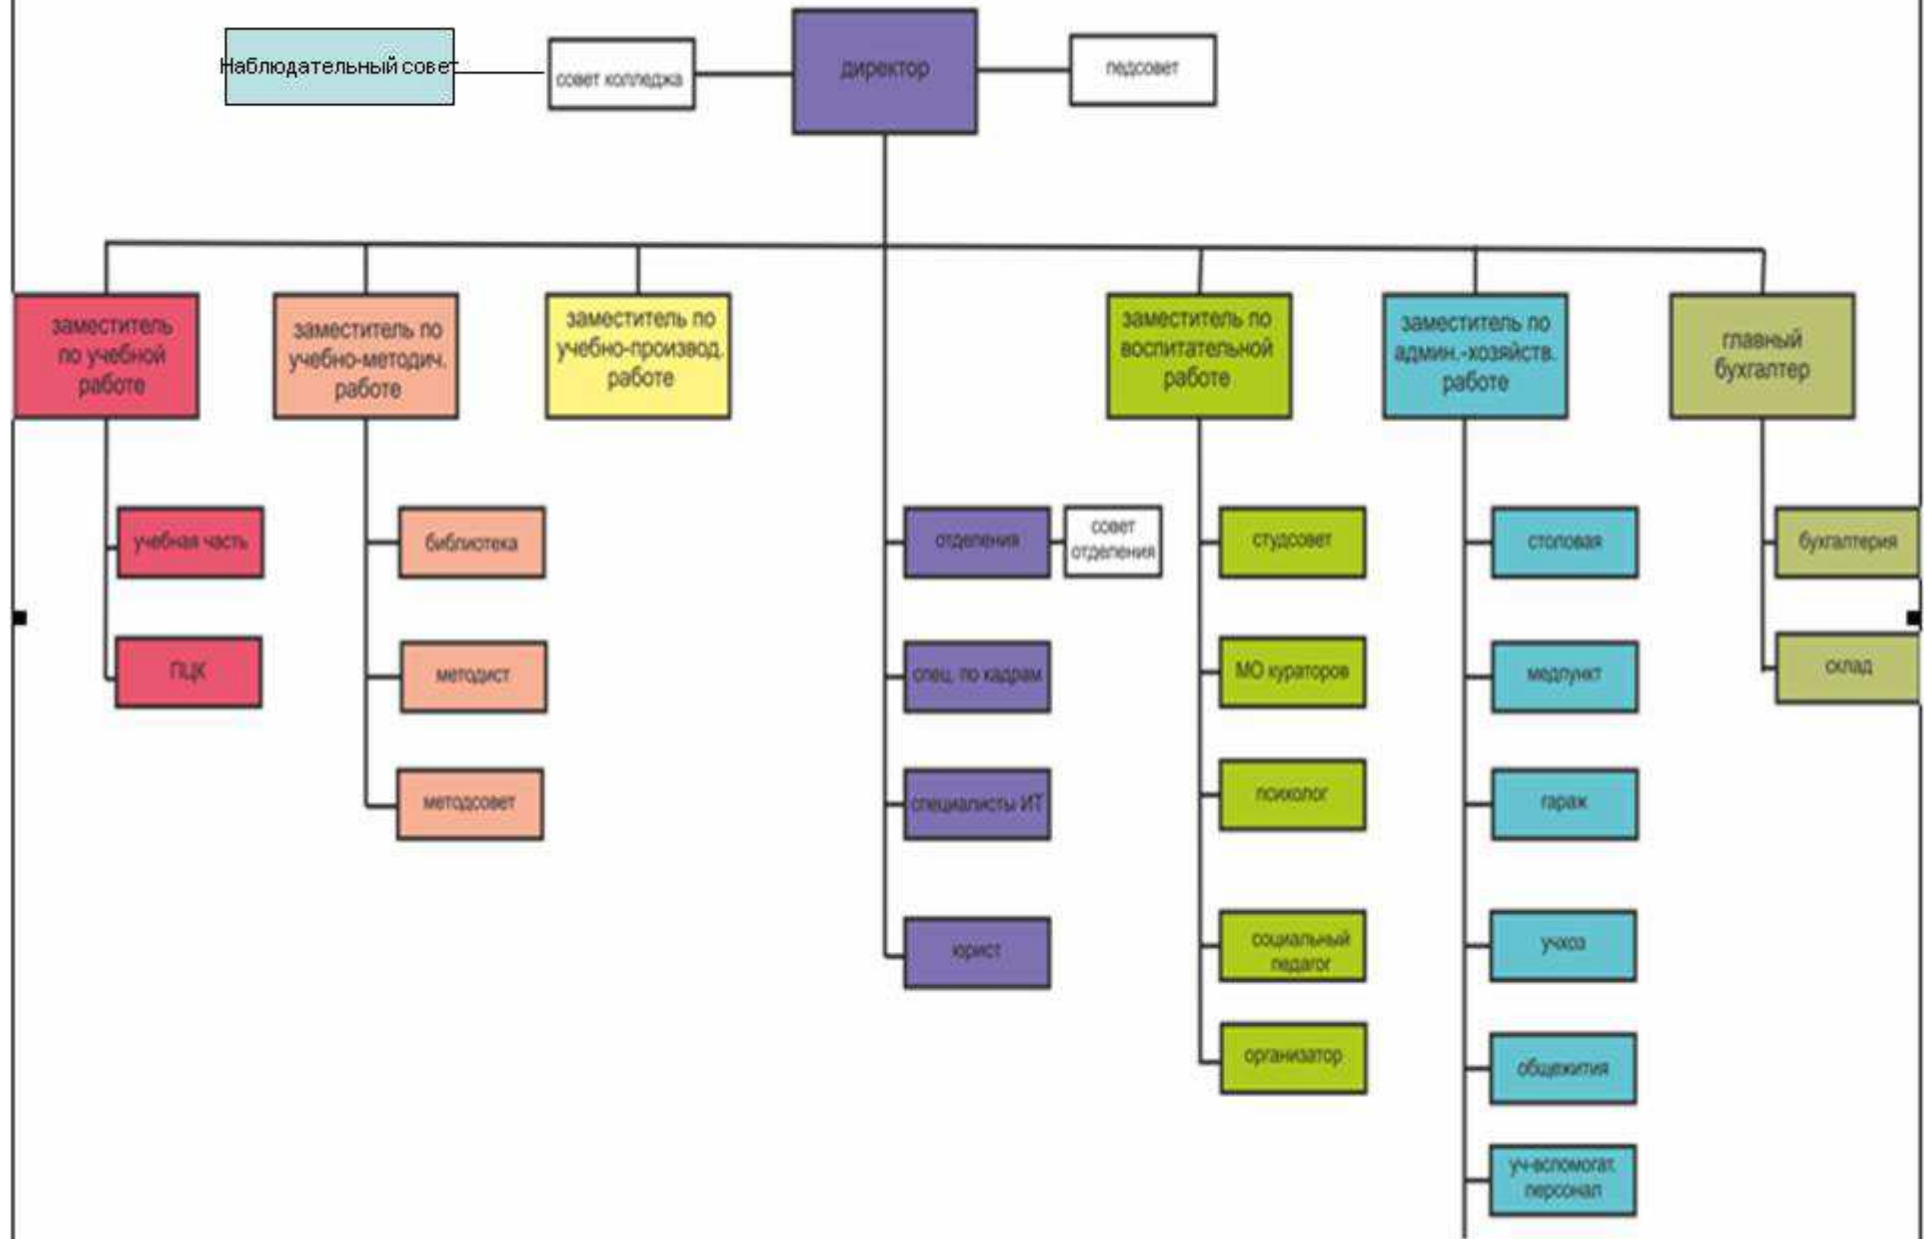 Наблюдательный совет
совет колледжа
директор
педсовет
заместитель
по учебной
работе
заместитель по
учебно-методич.
работе
заместитель по
учебно-производ.
работе
заместитель по
воспитательной
работе
заместитель по
админ.-хозяйств.
работе
главный
бухгалтер
учебная часть
библиотека
отделения
совет
отделения
студсовет
столовая
бухгалтерия
ПЦК
методист
спец. по кадрам
МО кураторов
медпункт
склад
методсовет
специалисты ИТ
психолог
гараж
юрист
социальный
педагог
учхоз
организатор
общежития
уч-вспомогат.
персонал